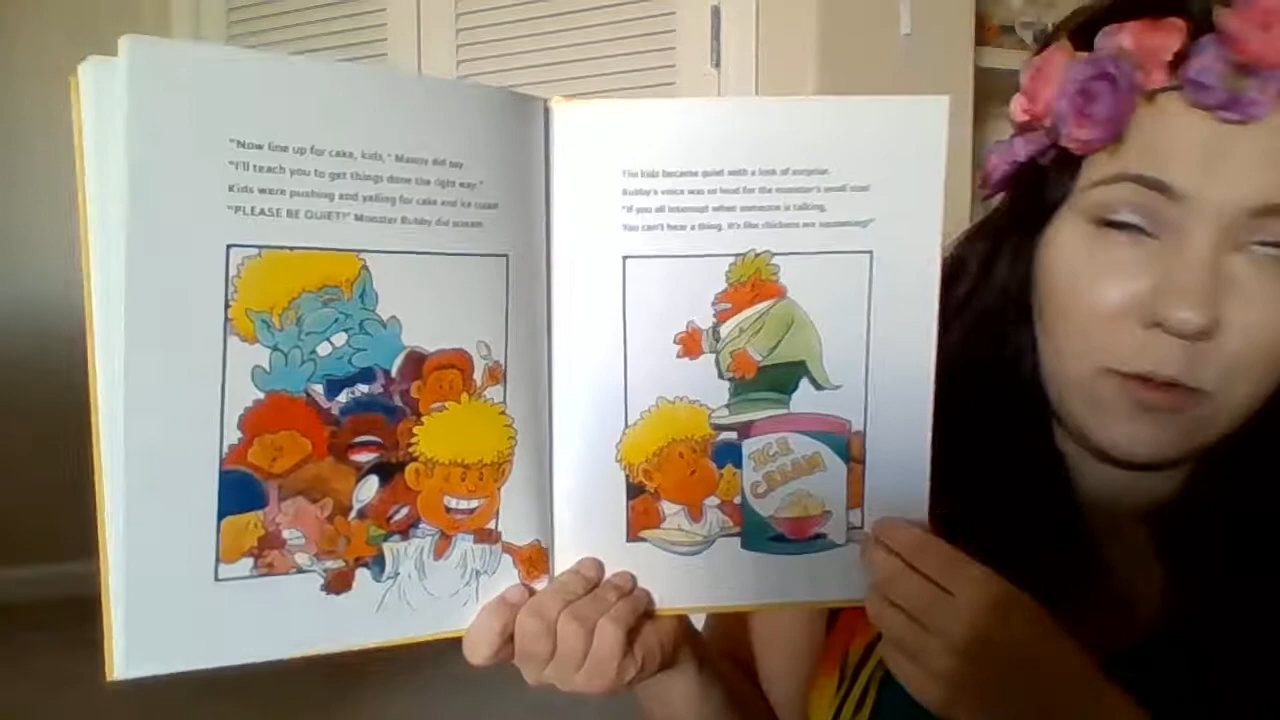 "Now line up for cake, kids," Manny did say.
"I'll teach you to get things done the right way."
Kids were pushing and yelling for cake and ice cream
"PLEASE BE QUIET!" Monster Bubby did scream.
The kids became quiet with a look of surprise.
Bubby's voice was so loud for the monster's small size!
"If you all interrupt when someone is talking,
You can't hear a thing. It's like chickens are squawking!"
ICE
CREAM